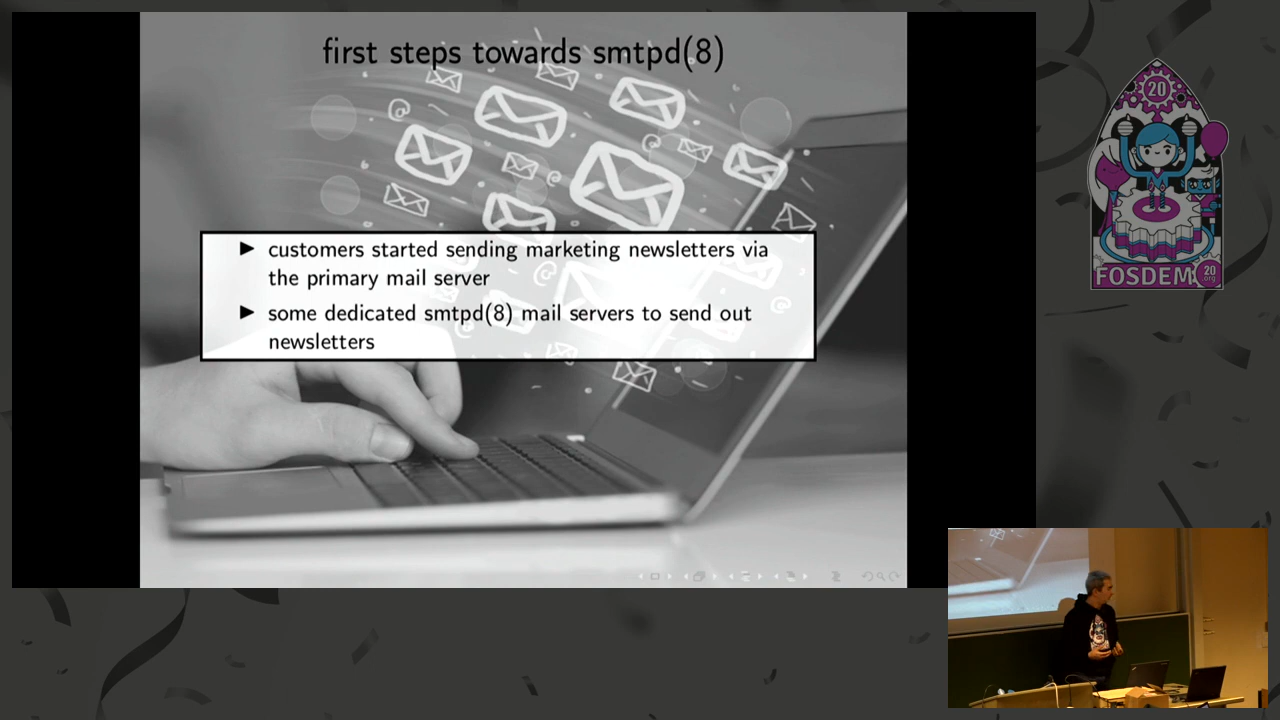 first steps towards smtpd(8)
► customers started sending marketing newsletters via
the primary mail server
► some dedicated smtpd(8) mail servers to send out
newsletters
20
FOSDEM
20
.org